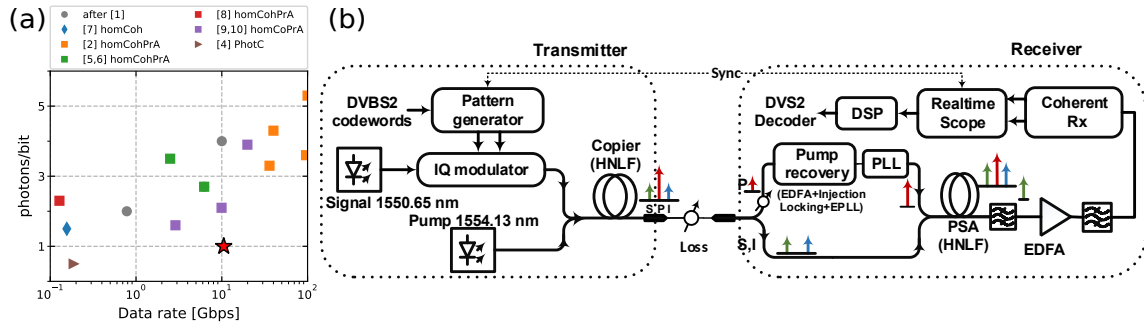 (a)
after [1]
[7] homCoh
[2] homCohPrA
[5,6] homCohPrA
[8] homCohPrA
[9,10] homCoPrA
[4] PhotC
photons/bit
5
3
2
1
10⁻¹
10⁰
10¹
10²
Data rate [Gbps]
(b)
Transmitter
Receiver
Sync
DVBS2
codewords
Pattern
generator
IQ modulator
Signal 1550.65 nm
Pump 1554.13 nm
Copier
(HNLF)
S P I
Loss
DVS2
Decoder
DSP
Realtime
Scope
Coherent
Rx
P
Pump
recovery
PLL
(EDFA+Injection
Locking+EPLL)
S,I
PSA
(HNLF)
EDFA